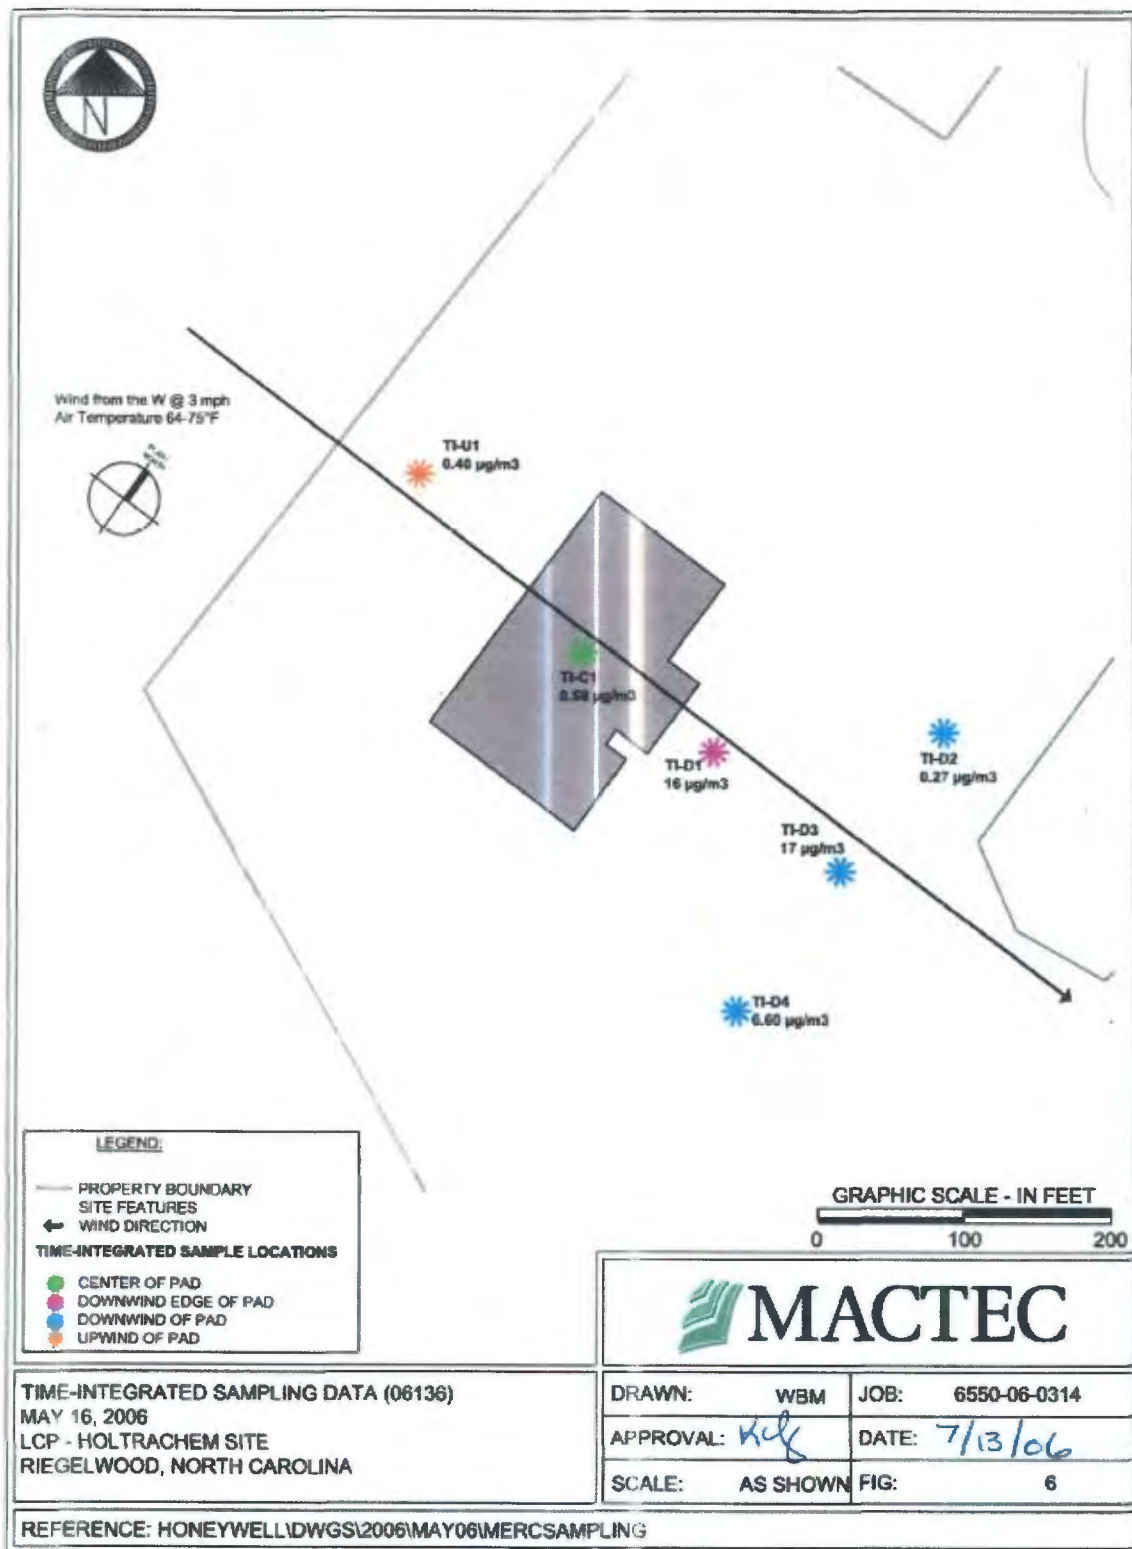 N
Wind from the W @ 3 mph
Air Temperature 64-75°F
TI-U1
0.40 µg/m3
TI-C1
0.58 µg/m3
TI-D1
16 µg/m3
TI-D2
0.27 µg/m3
TI-D3
17 µg/m3
TI-D4
6.60 µg/m3
LEGEND:
PROPERTY BOUNDARY
SITE FEATURES
WIND DIRECTION
TIME-INTEGRATED SAMPLE LOCATIONS
CENTER OF PAD
DOWNWIND EDGE OF PAD
DOWNWIND OF PAD
UPWIND OF PAD
GRAPHIC SCALE - IN FEET
0 100 200
MACTEC
TIME-INTEGRATED SAMPLING DATA (06136)
MAY 16, 2006
LCP - HOLTRACHEM SITE
RIEGELWOOD, NORTH CAROLINA
DRAWN: WBM JOB: 6550-06-0314
APPROVAL: DATE: 7/13/06
SCALE: AS SHOWN FIG: 6
REFERENCE: HONEYWELL\DWGS\2006\MAY06\MERCSAMPLING